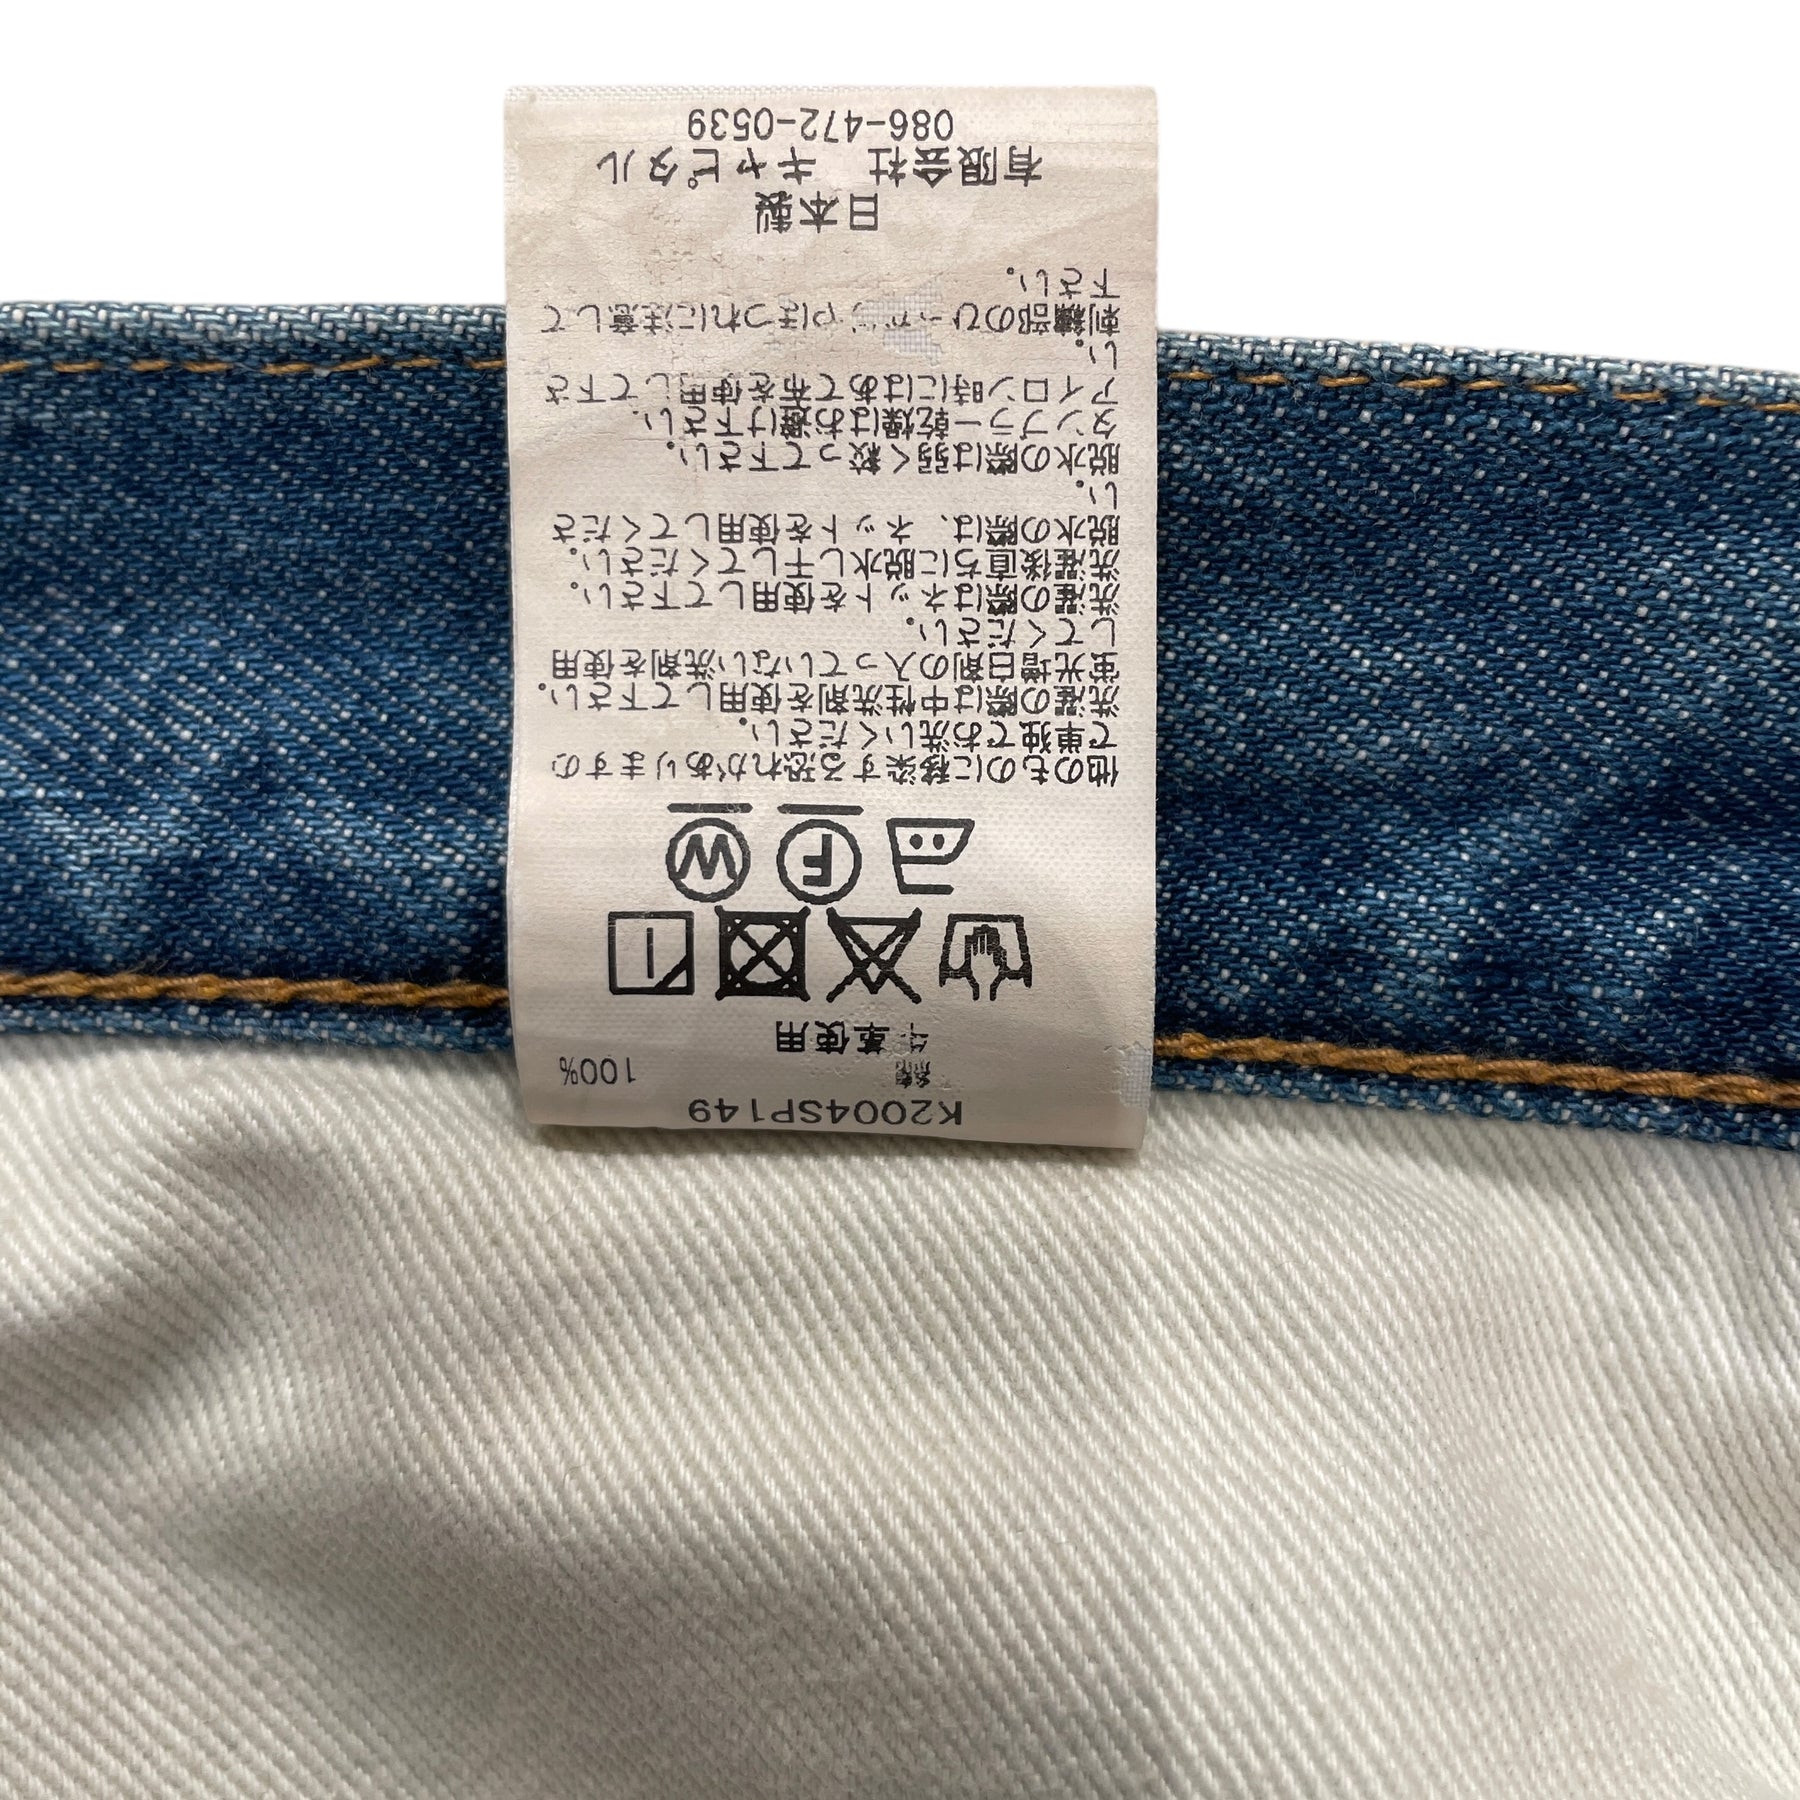 K2004SP149
綿 100%
牛革使用
W F
他のものに移染する恐れがありますの
で単独でお洗いください。
洗濯の際は中性洗剤を使用して下さい。
蛍光増白剤の入っていない洗剤を使用
してください。
洗濯の際はネットを使用して下さい。
洗濯後直ちに脱水し干してください。
脱水の際は、ネットを使用してくださ
い。
脱水の際は弱く絞って下さい。
タンブラー乾燥はお避け下さい。
アイロン時にはあて布を使用して下さ
い。
刺繍部のひっかけやほつれに注意して
下さい。
日本製
有限会社 キャピタル
086-472-0539